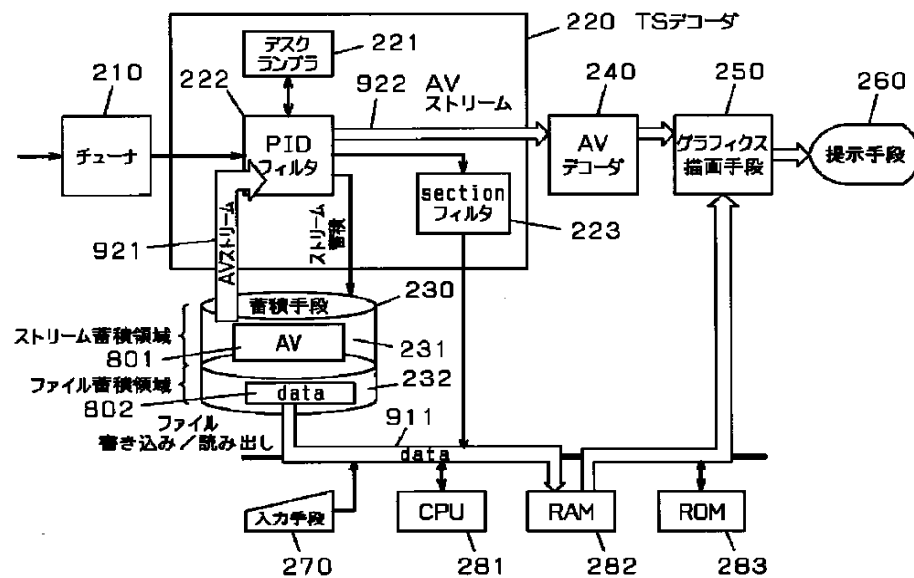 220 TSデコーダ
デスク
ランブラ
221
210
222
922
AV
ストリーム
240
250
260
チューナ
PID
フィルタ
AV
デコーダ
グラフィクス
描画手段
提示手段
section
フィルタ
223
921
AVストリーム
ストリーム
蓄積
230
蓄積手段
ストリーム蓄積領域
801
AV
231
ファイル蓄積領域
802
data
232
ファイル
書き込み/読み出し
911
data
入力手段
CPU
RAM
ROM
270
281
282
283